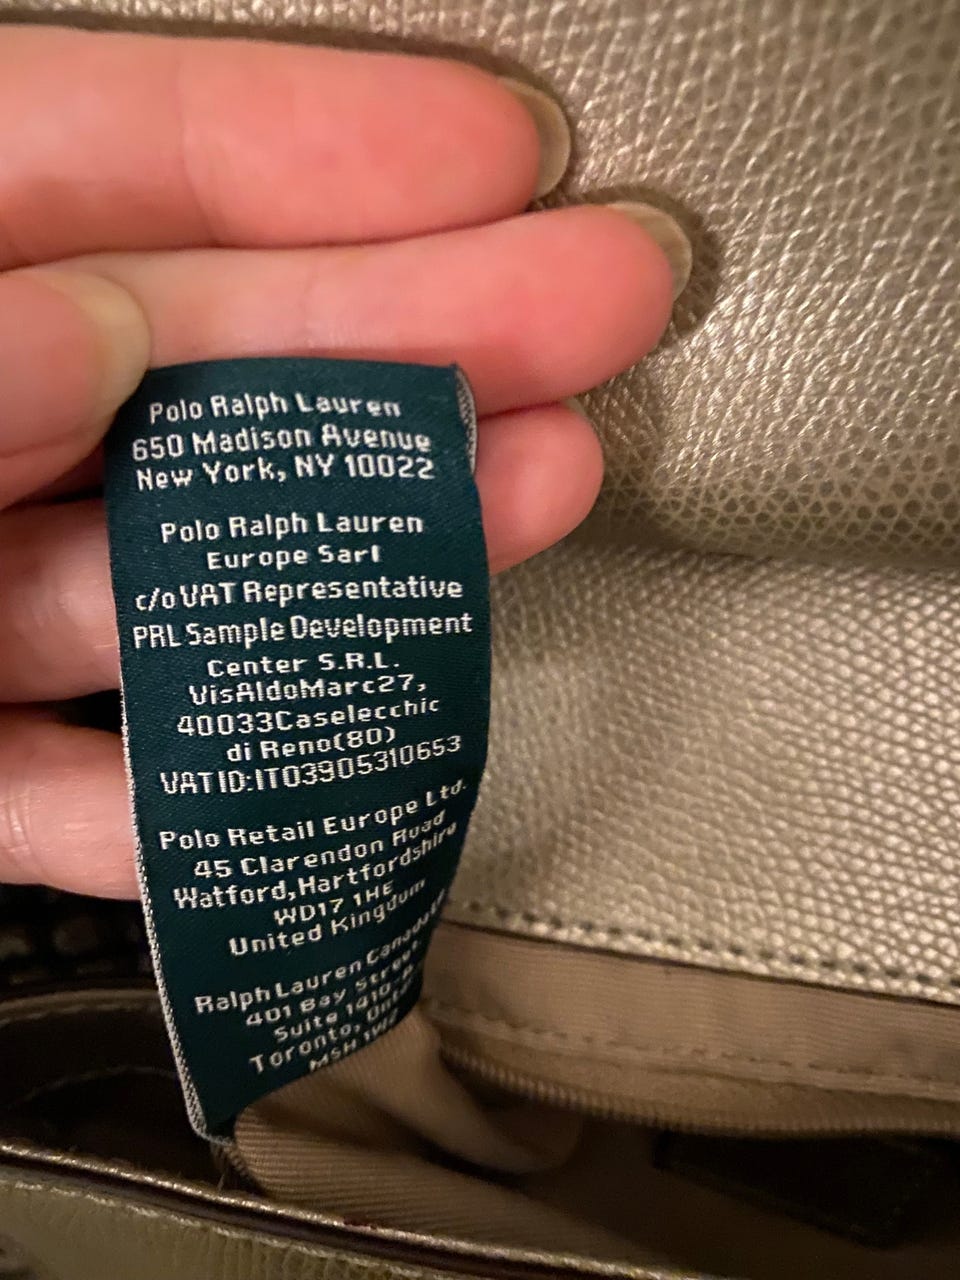 Polo Ralph Lauren
650 Madison Avenue
New York, NY 10022
Polo Ralph Lauren
Europe Sarl
c/o VAT Representative
PRL Sample Development
Center S.R.L.
VisAldoMarc27,
40033Caselecchic
di Reno(80)
VAT ID:IT03905310653
Polo Retail Europe Ltd.
45 Clarendon Road
Watford,Hartfordshire
WD17 1HE
United Kingdom
Ralph Lauren
401 Bay Street,
Suite
Toronto,
M5H